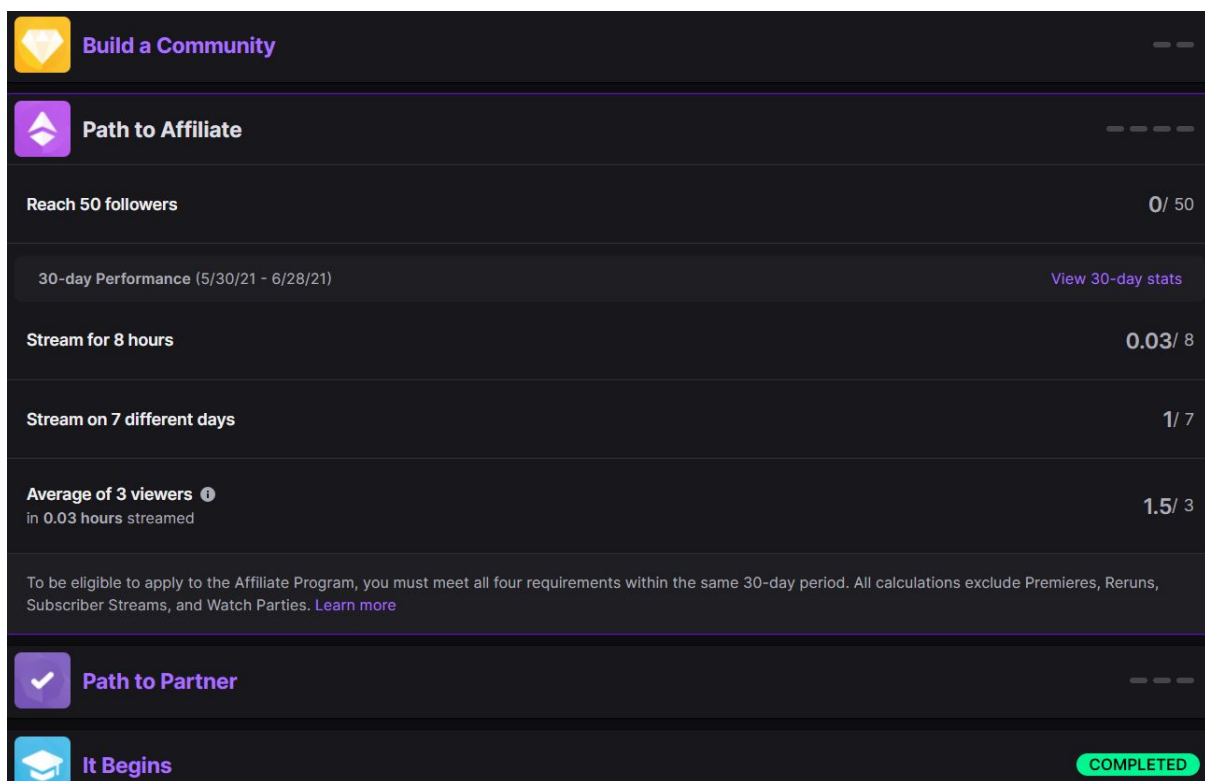 Build a Community
Path to Affiliate
Reach 50 followers 0/ 50
30-day Performance (5/30/21 - 6/28/21) View 30-day stats
Stream for 8 hours 0.03/ 8
Stream on 7 different days 1/ 7
Average of 3 viewers
in 0.03 hours streamed 1.5/ 3
To be eligible to apply to the Affiliate Program, you must meet all four requirements within the same 30-day period. All calculations exclude Premieres, Reruns,
Subscriber Streams, and Watch Parties. Learn more
Path to Partner
It Begins COMPLETED